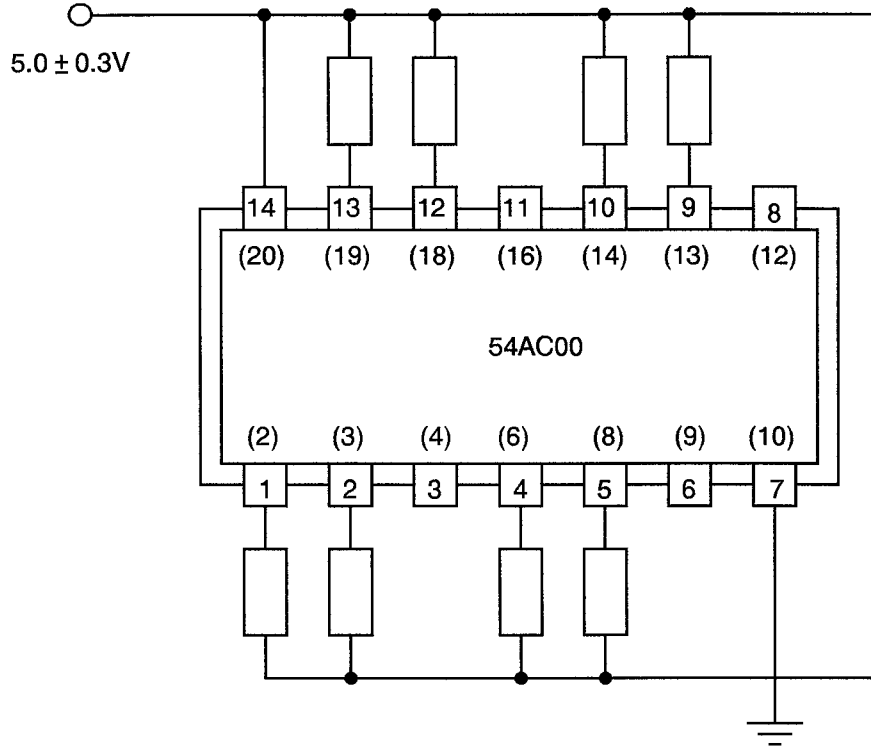 5.0 ± 0.3V
14 13 12 11 10 9 8
(20) (19) (18) (16) (14) (13) (12)
54AC00
(2) (3) (4) (6) (8) (9) (10)
1 2 3 4 5 6 7